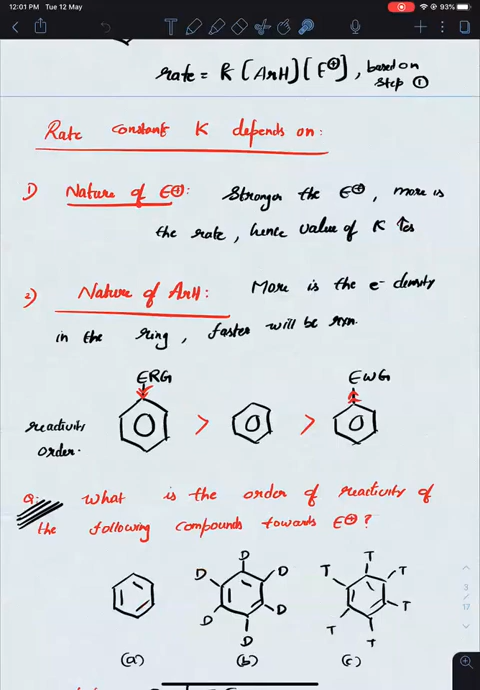 12:01 PM Tue 12 May
93%
rate = k [ArH] [E⊕] , based on
step ①
Rate constant K depends on:
1) Nature of E⊕: Stronger the E⊕, more is
the rate, hence value of K ↑es
2) Nature of ArH: More is the e- density
in the ring, faster will be rxn.
ERG EWG
reactivity > >
order.
Q: What is the order of reactivity of
the following compounds towards E⊕?
D T
D D T T
D D T T
D T
(a) (b) (c)
3
/
17